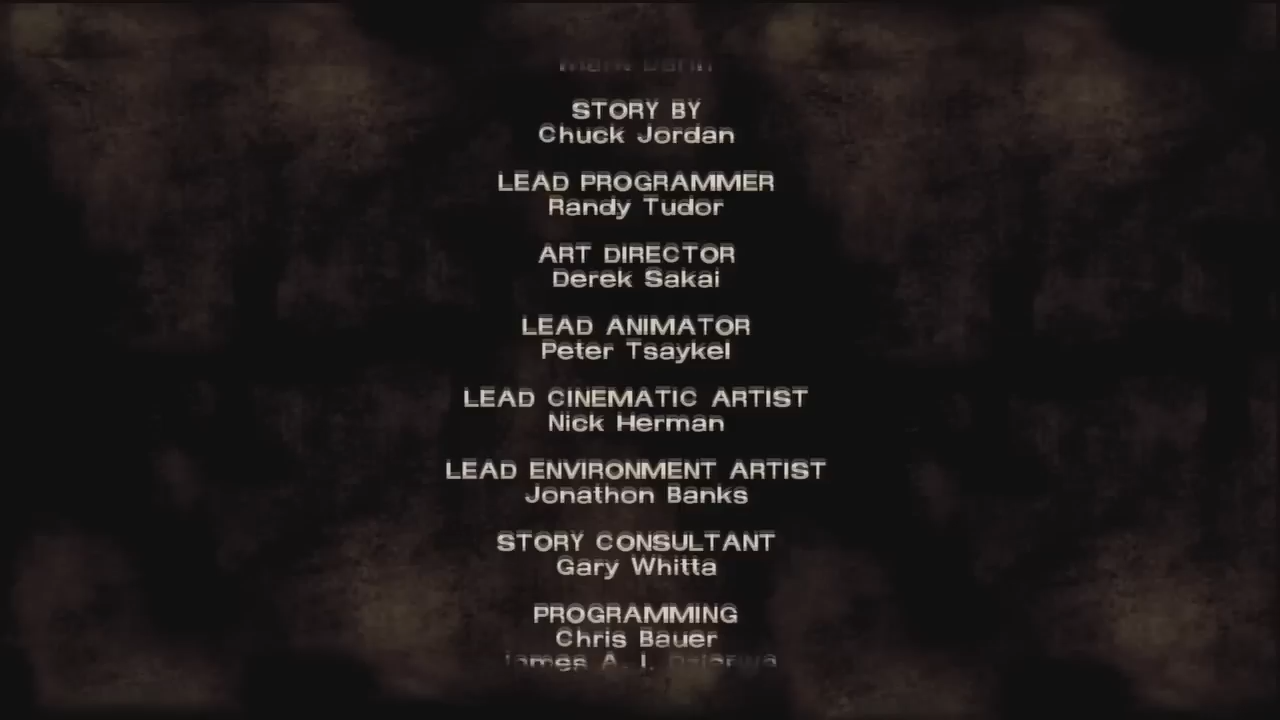 STORY BY
Chuck Jordan
LEAD PROGRAMMER
Randy Tudor
ART DIRECTOR
Derek Sakai
LEAD ANIMATOR
Peter Tsaykel
LEAD CINEMATIC ARTIST
Nick Herman
LEAD ENVIRONMENT ARTIST
Jonathon Banks
STORY CONSULTANT
Gary Whitta
PROGRAMMING
Chris Bauer
James A. I.